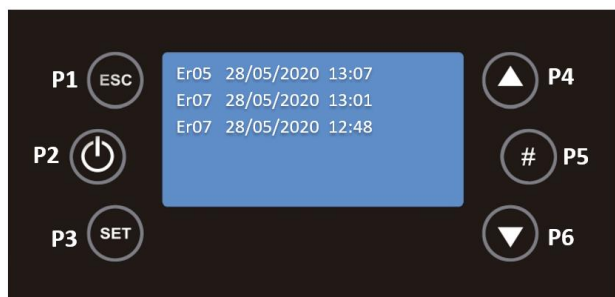 P1 ESC
Er05 28/05/2020 13:07
P4
Er07 28/05/2020 13:01
Er07 28/05/2020 12:48
P2
# P5
P3 SET
P6